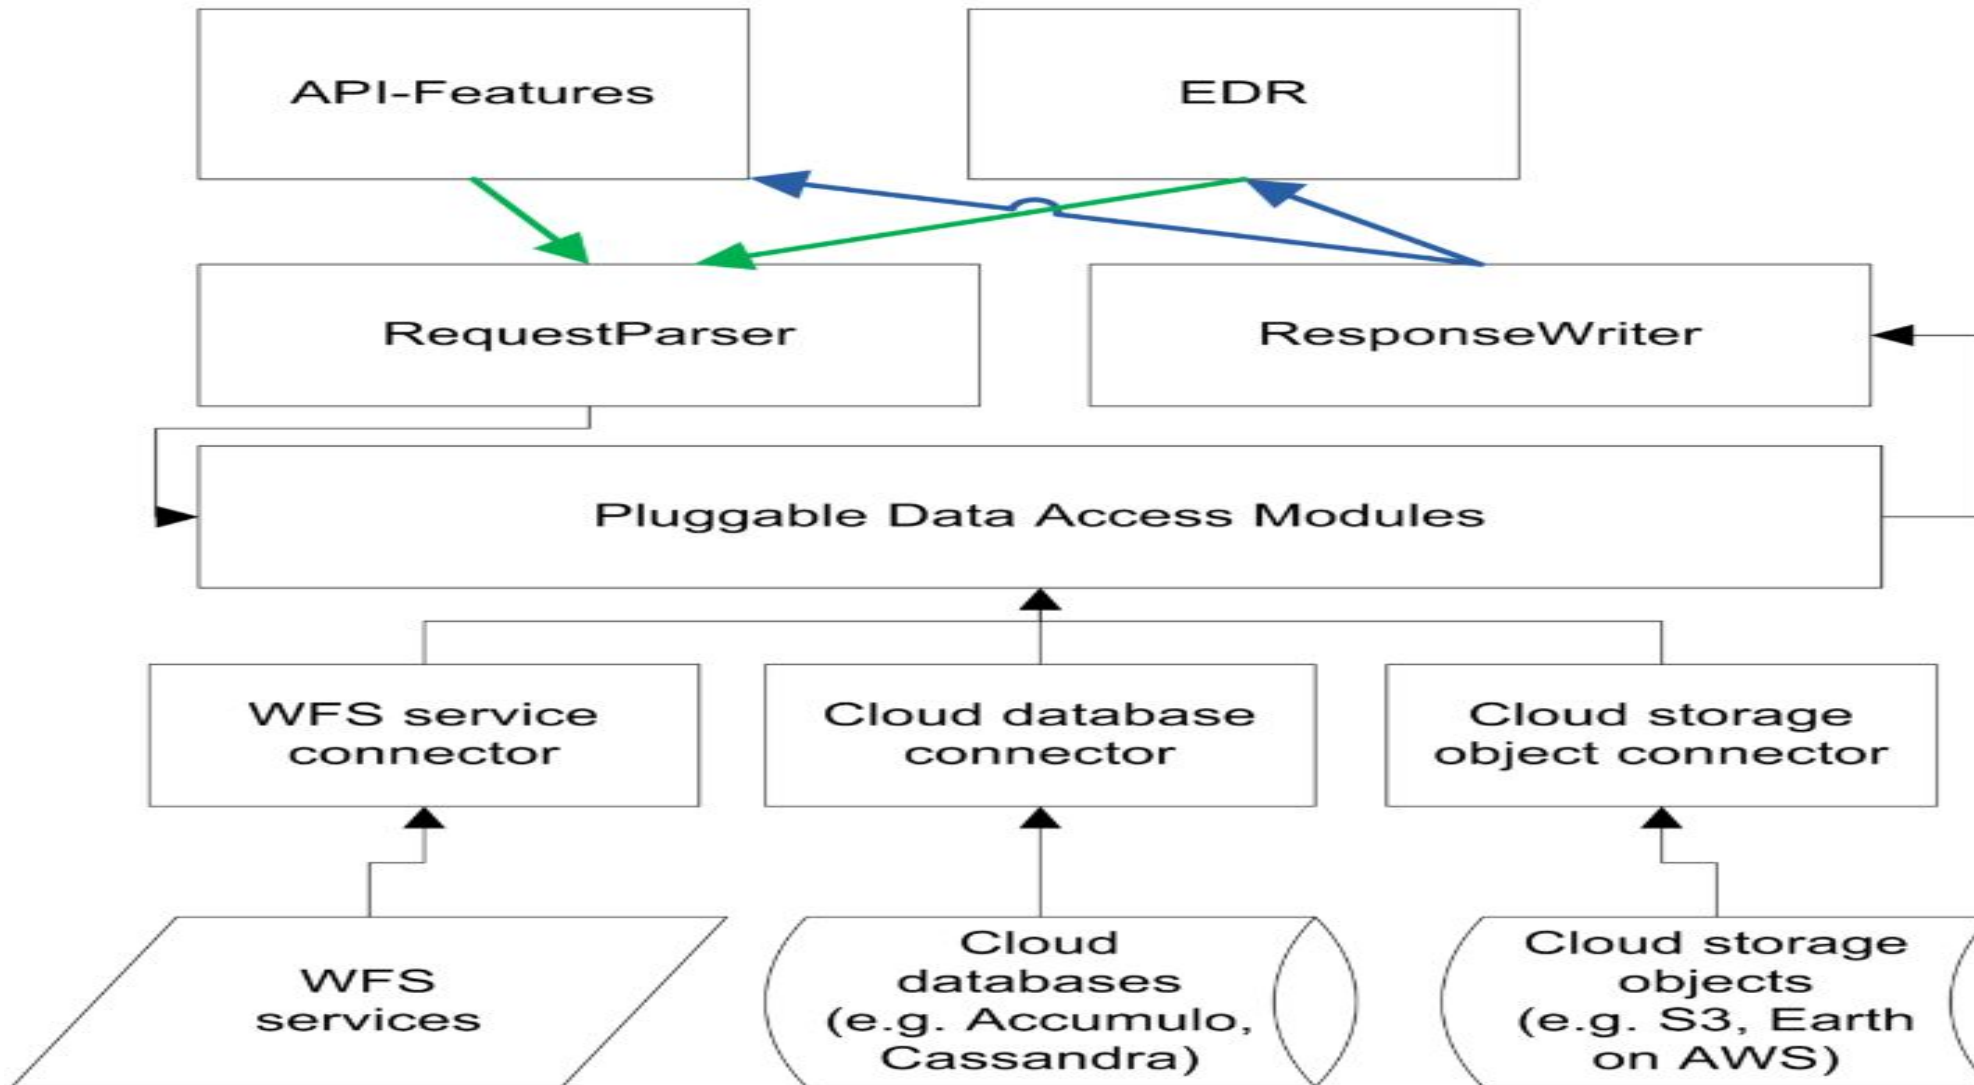 API-Features
EDR
RequestParser
ResponseWriter
Pluggable Data Access Modules
WFS service
connector
Cloud database
connector
Cloud storage
object connector
WFS
services
Cloud
databases
(e.g. Accumulo,
Cassandra)
Cloud storage
objects
(e.g. S3, Earth
on AWS)